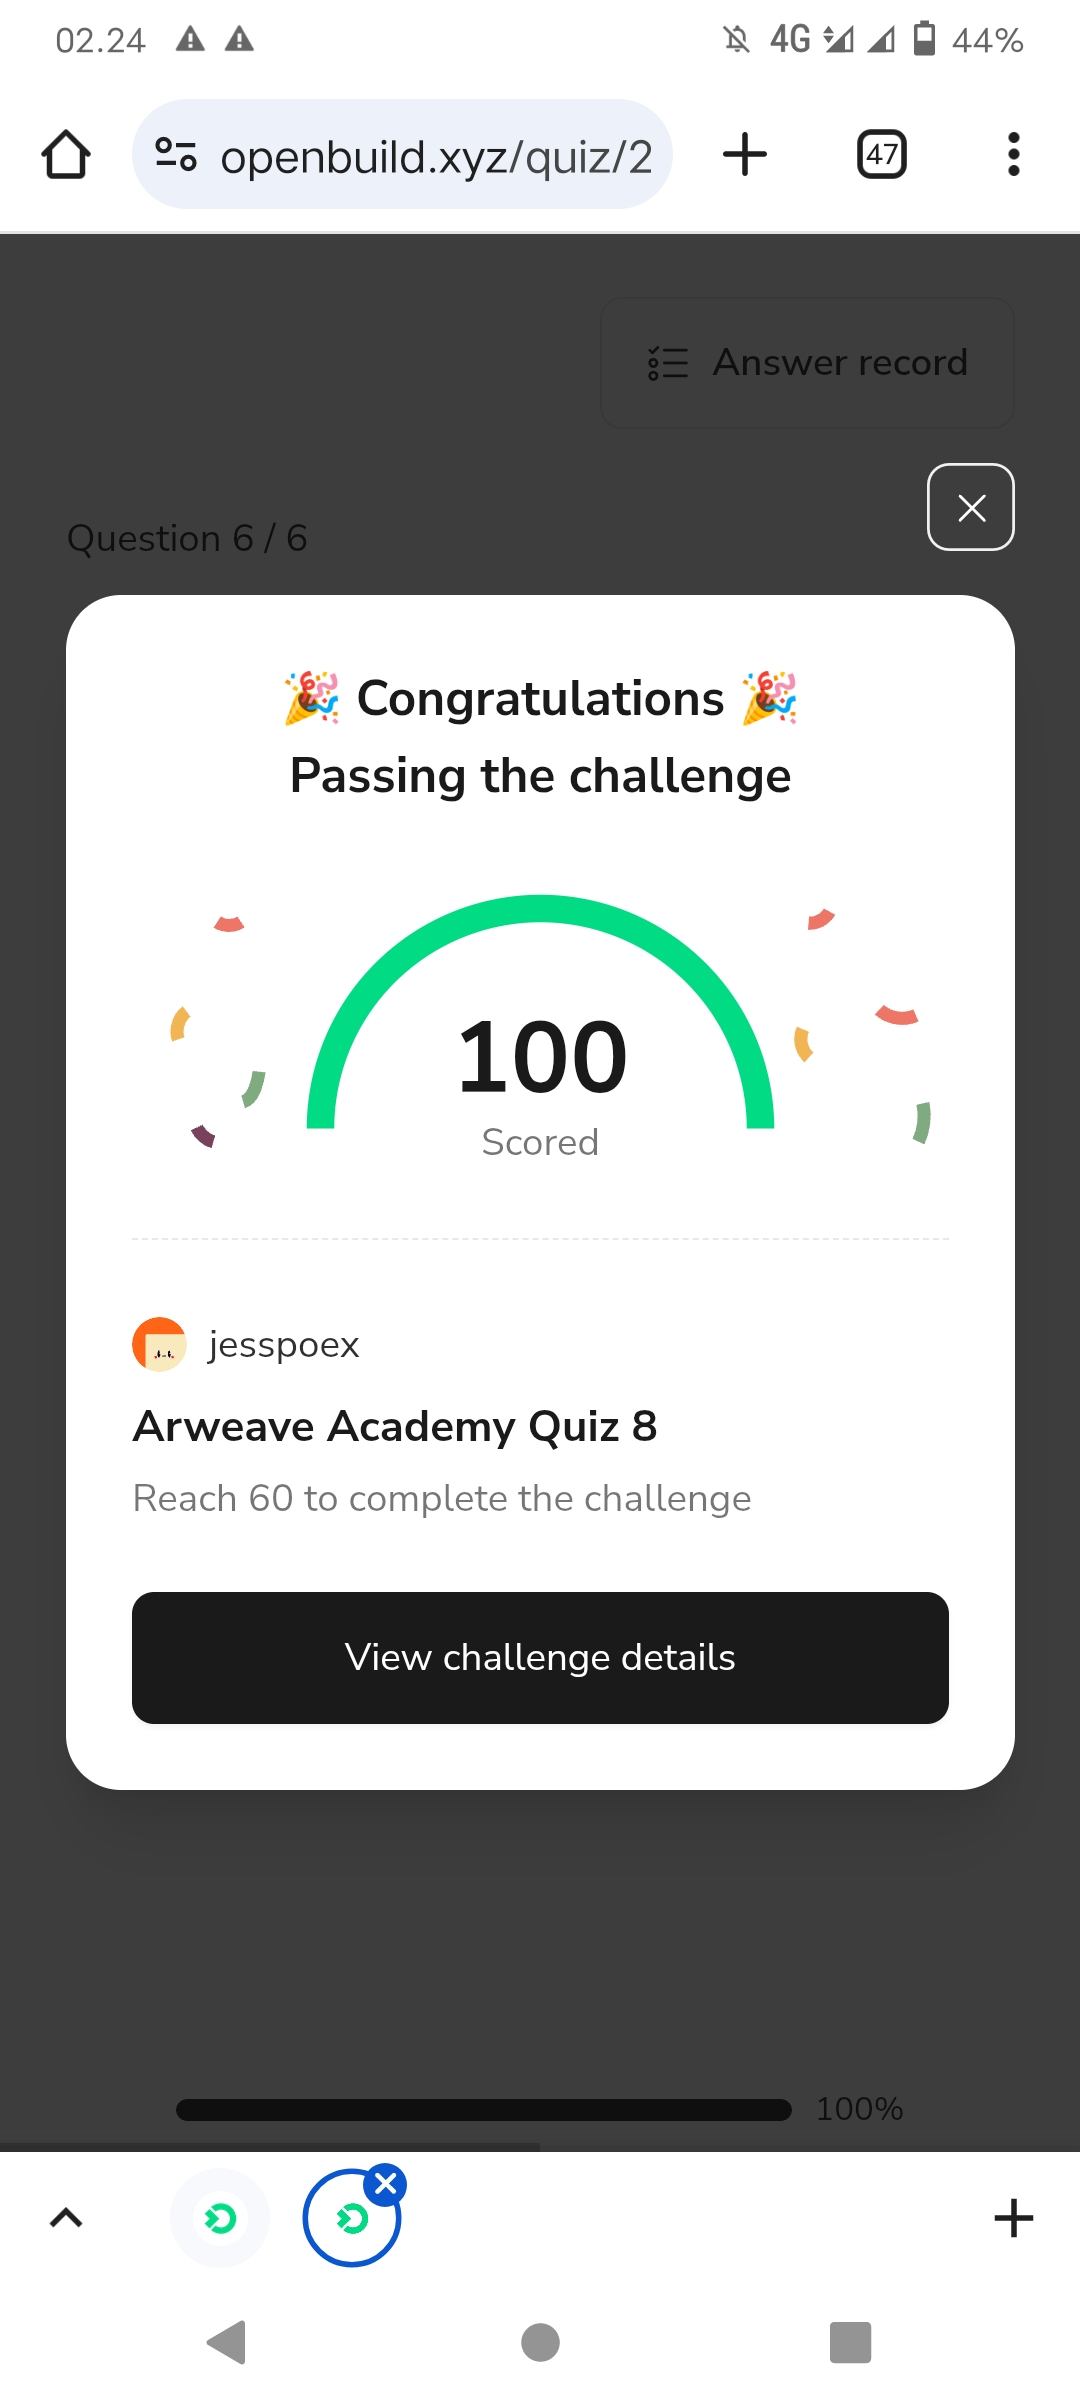 02.24
4G
44%
openbuild.xyz/quiz/2
47
Answer record
Question 6 / 6
🎉 Congratulations 🎉
Passing the challenge
100
Scored
jesspoex
Arweave Academy Quiz 8
Reach 60 to complete the challenge
View challenge details
100%